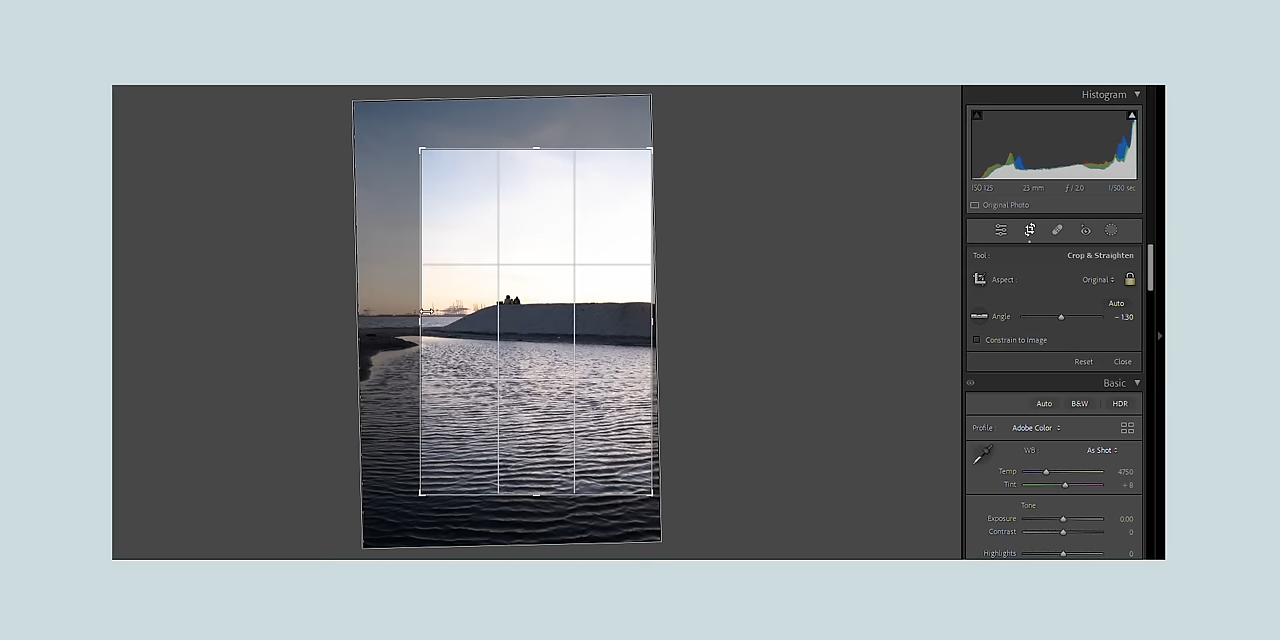 Histogram
ISO 125 23 mm ƒ / 2.0 1/500 sec
Original Photo
Tool : Crop & Straighten
Aspect : Original
Auto
Angle – 1.30
Constrain to Image
Reset Close
Basic
Auto B&W HDR
Profile : Adobe Color
WB : As Shot
Temp 4750
Tint + 8
Tone
Exposure 0.00
Contrast 0
Highlights 0